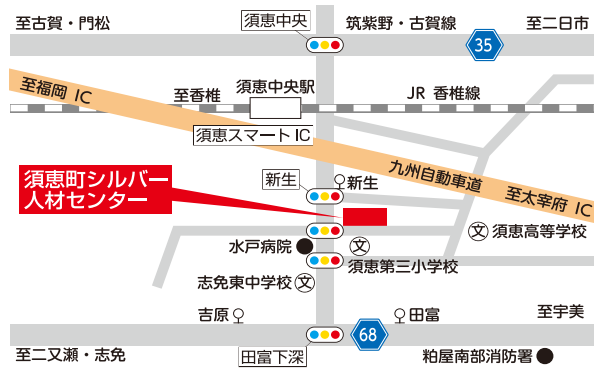 至古賀・門松
須恵中央
筑紫野・古賀線
至二日市
35
至福岡 IC
至香椎
須恵中央駅
JR 香椎線
須恵スマートIC
九州自動車道
至太宰府 IC
須恵町シルバー
人材センター
新生
新生
水戸病院
文
文
須恵高等学校
須恵第三小学校
志免東中学校
文
吉原
田富
至宇美
68
至二又瀬・志免
田富下深
粕屋南部消防署